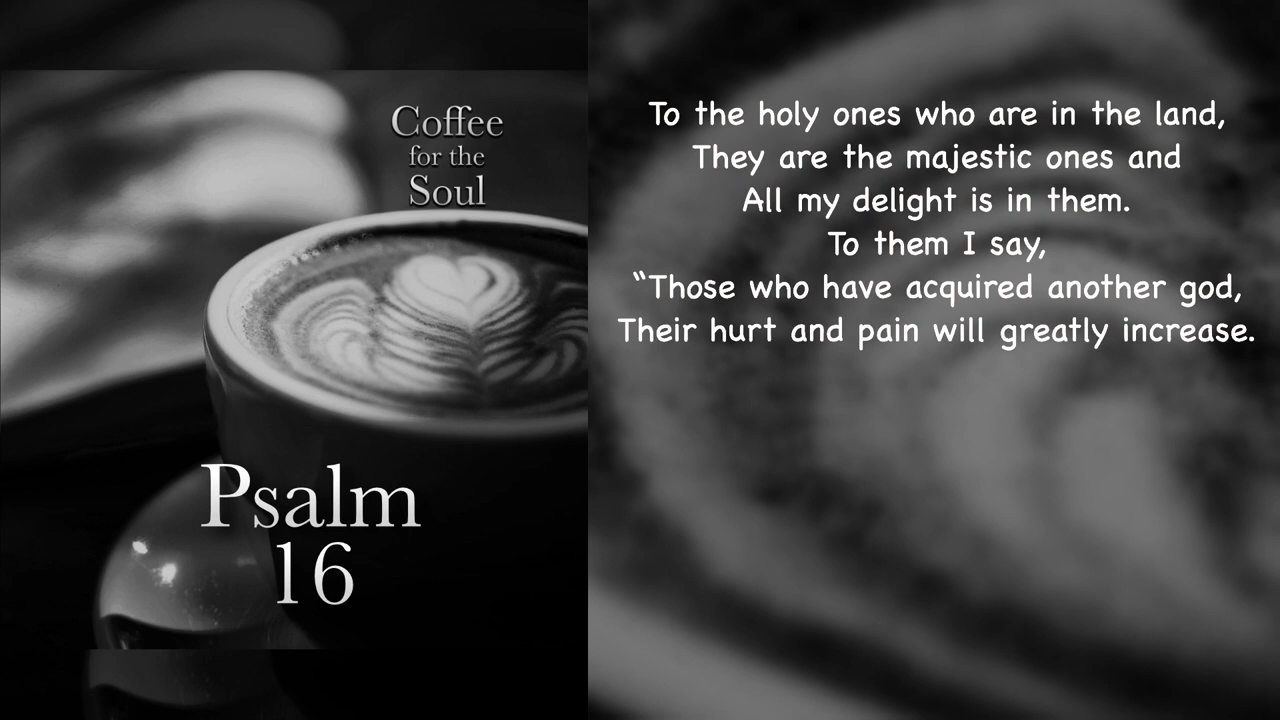 Coffee
for the
Soul
Psalm
16
To the holy ones who are in the land,
They are the majestic ones and
All my delight is in them.
To them I say,
“Those who have acquired another god,
Their hurt and pain will greatly increase.